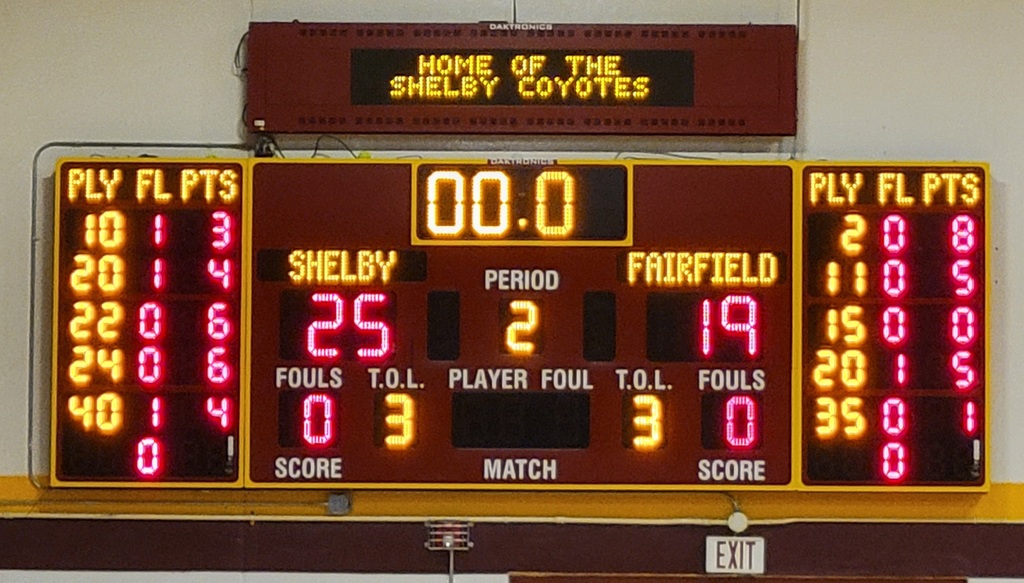 DAKTRONICS
HOME OF THE
SHELBY COYOTES
DAKTRONICS
PLY FL PTS
10 1 3
20 1 4
22 0 6
24 0 6
40 1 4
0
00.0
SHELBY
PERIOD
FAIRFIELD
25
2
19
FOULS T.O.L. PLAYER FOUL T.O.L. FOULS
0 3 3 0
SCORE MATCH SCORE
PLY FL PTS
2 0 8
11 0 5
15 0 0
20 1 5
35 0 1
0
EXIT